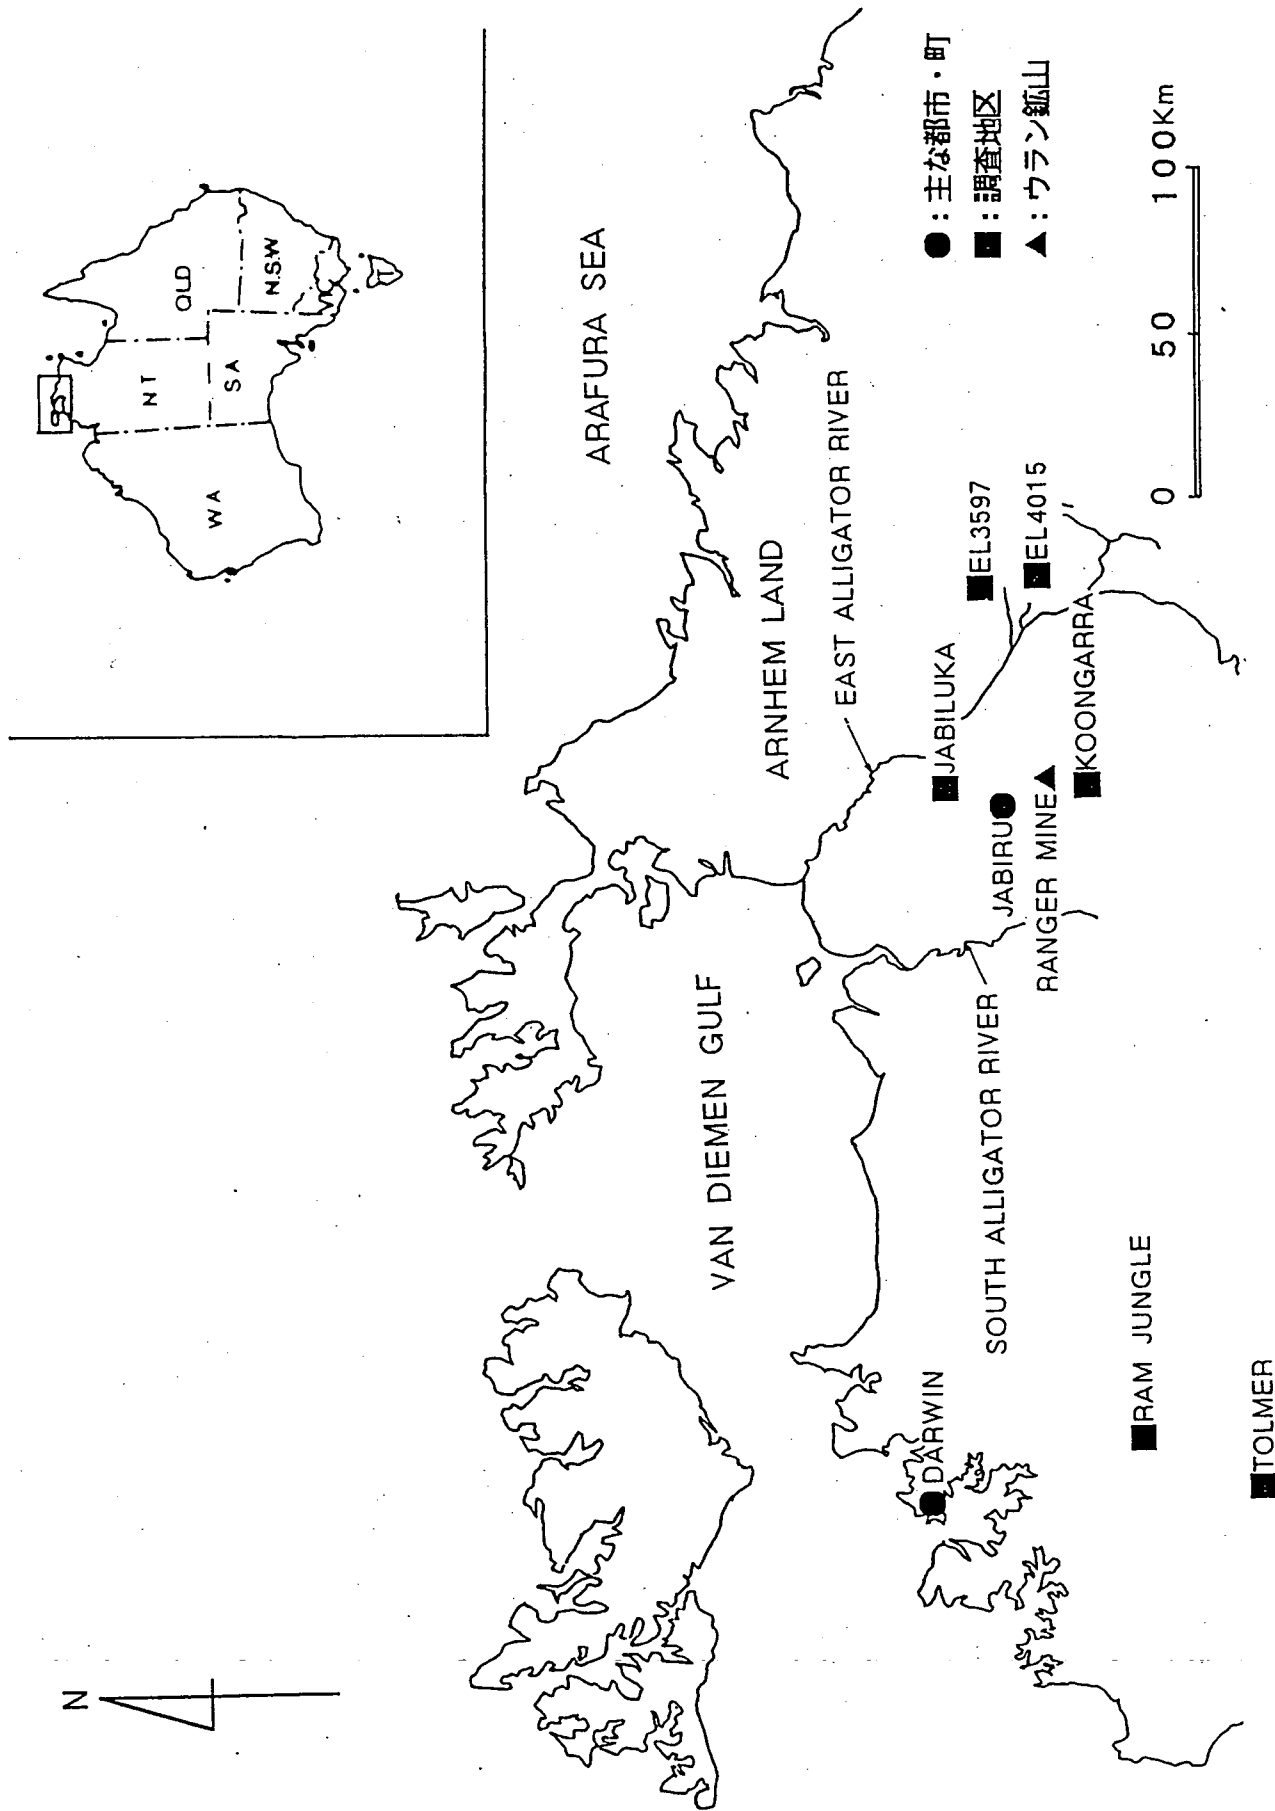 N
WA
NT
SA
QLD
N.S.W
T
ARAFURA SEA
VAN DIEMEN GULF
ARNHEM LAND
EAST ALLIGATOR RIVER
DARWIN
SOUTH ALLIGATOR RIVER
JABILUKA
EL3597
JABIRU
RANGER MINE
EL4015
KOONGARRA
RAM JUNGLE
TOLMER
●:主な都市・町
■:調査地区
▲:ウラン鉱山
0 50 100Km